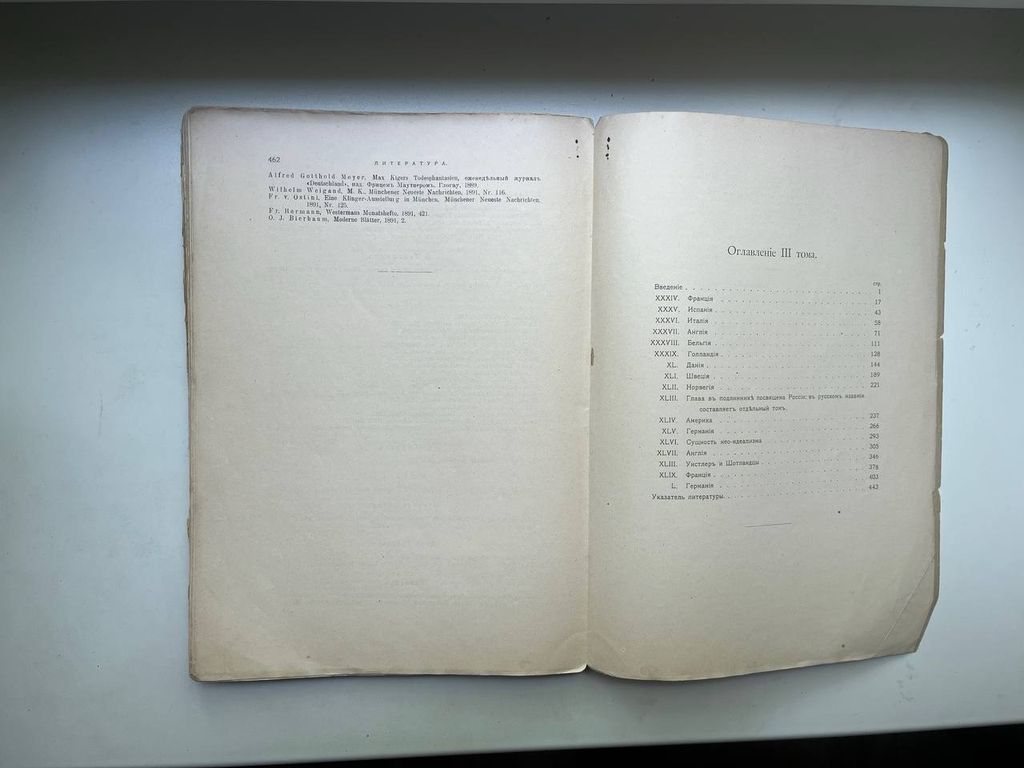 462
ЛИТЕРАТУРА.
Alfred Gotthold Meyer, Max Kigers Todesphantasien, еженедѣльный журналъ
«Deutschland», изд. Фрицемъ Маутнеромъ. Глогау, 1889.
Wilhelm Weigand, M. K. Münchener Neueste Nachrichten, 1891, Nr. 116.
Fr. v. Ostini, Eine Klinger-Ausstellung in München, Münchener Neueste Nachrichten,
1891, Nr. 125.
Fr. Hermann, Westermans Monatshefte, 1891, 421.
O. J. Bierbaum, Moderne Blätter, 1891, 2.
Оглавленіе III тома.
стр.
Введеніе . . . 1
XXXIV. Франція . . . 17
XXXV. Испанія . . . 43
XXXVI. Италія . . . 58
XXXVII. Англія . . . 71
XXXVIII. Бельгія . . . 111
XXXIX. Голландія . . . 128
XL. Данія . . . 144
XLI. Швеція . . . 189
XLII. Норвегія . . . 221
XLIII. Глава въ подлинникѣ посвящена Россіи: въ русскомъ изданіи
составляетъ отдѣльный томъ.
XLIV. Америка . . . 237
XLV. Германія . . . 266
XLVI. Сущность нео-идеализма . . . 293
XLVII. Англія . . . 305
XLIII. Уистлеръ и Шотландцы . . . 346
XLIX. Франція . . . 378
L. Германія . . . 403
Указатель литературы . . . 443